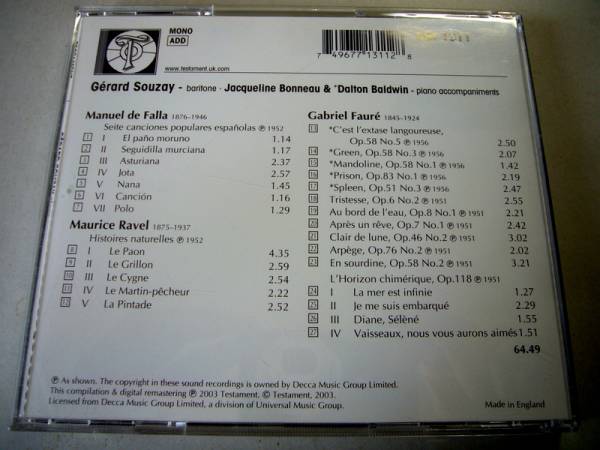 MONO
ADD
www.testament.uk.com
7 49677 13112 8
Gérard Souzay - baritone · Jacqueline Bonneau & *Dalton Baldwin - piano accompaniments
Manuel de Falla 1876-1946
Seite canciones populares españolas ℗ 1952
1 I El paño moruno 1.14
2 II Seguidilla murciana 1.17
3 III Asturiana 2.37
4 IV Jota 2.57
5 V Nana 1.45
6 VI Canción 1.16
7 VII Polo 1.29
Maurice Ravel 1875-1937
Histoires naturelles ℗ 1952
8 I Le Paon 4.35
9 II Le Grillon 2.59
10 III Le Cygne 2.54
11 IV Le Martin-pêcheur 2.22
12 V La Pintade 2.52
Gabriel Fauré 1845-1924
13 *C'est l'extase langoureuse,
Op.58 No.5 ℗ 1956 2.50
14 *Green, Op.58 No.3 ℗ 1956 2.07
15 *Mandoline, Op.58 No.1 ℗ 1956 1.42
16 *Prison, Op.83 No.1 ℗ 1956 2.19
17 *Spleen, Op.51 No.3 ℗ 1956 2.47
18 Tristesse, Op.6 No.2 ℗ 1951 2.55
19 Au bord de l'eau, Op.8 No.1 ℗ 1951 2.21
20 Après un rêve, Op.7 No.1 ℗ 1951 2.42
21 Clair de lune, Op.46 No.2 ℗ 1951 3.02
22 Arpège, Op.76 No.2 ℗ 1951 2.02
23 En sourdine, Op.58 No.2 ℗ 1951 3.21
L'Horizon chimérique, Op.118 ℗ 1951
24 I La mer est infinie 1.27
25 II Je me suis embarqué 2.29
26 III Diane, Séléné 1.55
27 IV Vaisseaux, nous vous aurons aimés 1.51
64.49
℗ As shown. The copyright in these sound recordings is owned by Decca Music Group Limited.
This compilation & digital remastering ℗ 2003 Testament, © Testament, 2003.
Licensed from Decca Music Group Limited, a division of Universal Music Group.
Made in England